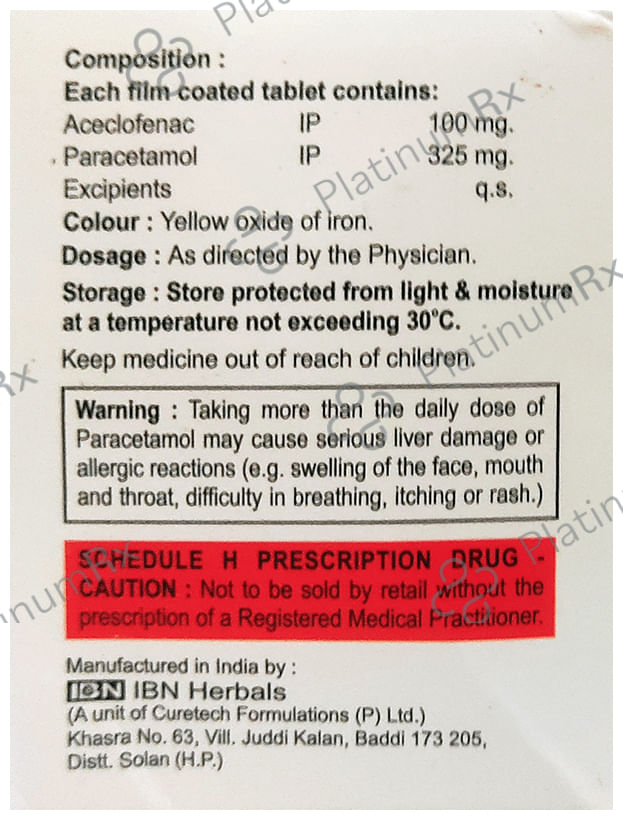 Composition :
Each film coated tablet contains:
Aceclofenac IP 100 mg.
Paracetamol IP 325 mg.
Excipients q.s.
Colour : Yellow oxide of iron.
Dosage : As directed by the Physician.
Storage : Store protected from light & moisture
at a temperature not exceeding 30°C.
Keep medicine out of reach of children.
Warning : Taking more than the daily dose of
Paracetamol may cause serious liver damage or
allergic reactions (e.g. swelling of the face, mouth
and throat, difficulty in breathing, itching or rash.)
SCHEDULE H PRESCRIPTION DRUG -
CAUTION : Not to be sold by retail without the
prescription of a Registered Medical Practitioner.
Manufactured in India by :
IBN IBN Herbals
(A unit of Curetech Formulations (P) Ltd.)
Khasra No. 63, Vill. Juddi Kalan, Baddi 173 205,
Distt. Solan (H.P.)
PlatinumRx
PlatinumRx